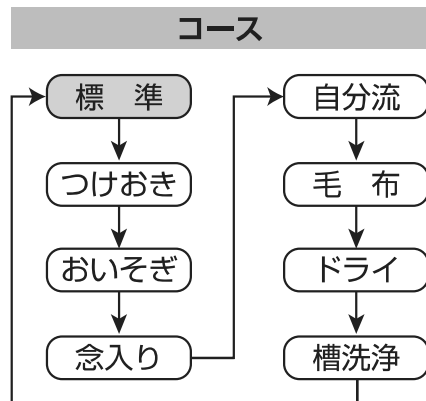 コース
標　準
つけおき
おいそぎ
念入り
自分流
毛　布
ドライ
槽洗浄